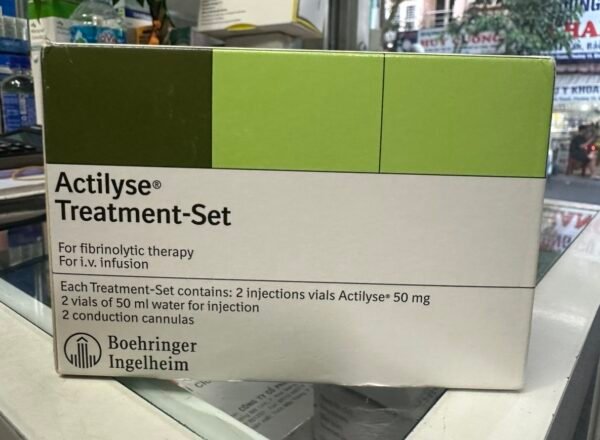 Actilyse®
Treatment-Set
For fibrinolytic therapy
For i.v. infusion
Each Treatment-Set contains: 2 injections vials Actilyse® 50 mg
2 vials of 50 ml water for injection
2 conduction cannulas
Boehringer
Ingelheim
Y KHOA